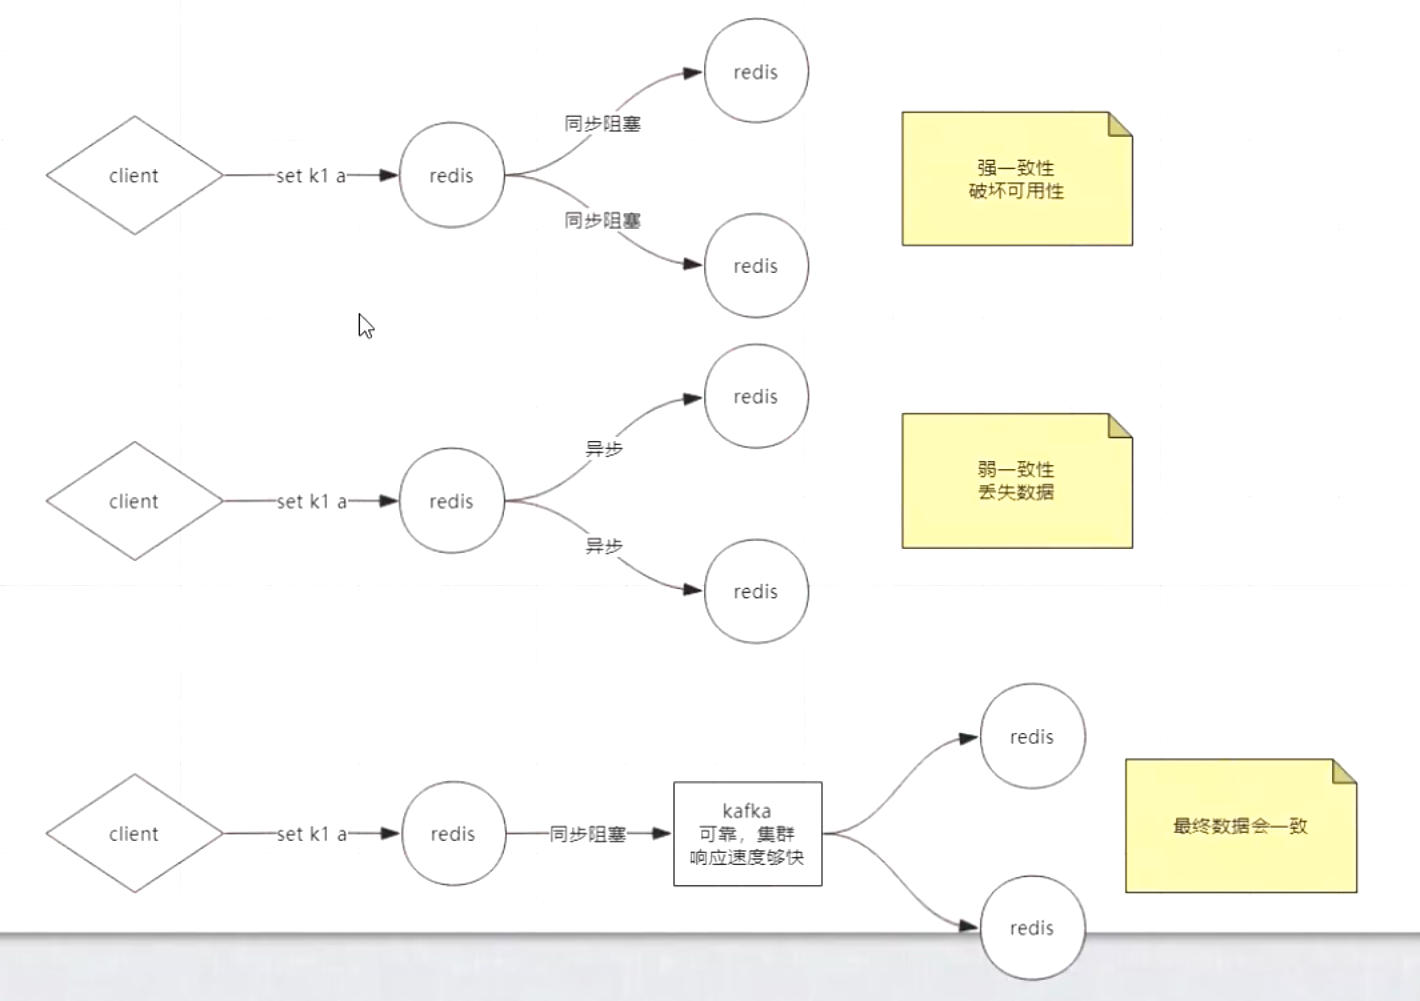 redis
同步阻塞
client
set k1 a
redis
强一致性
破坏可用性
同步阻塞
redis
redis
异步
client
set k1 a
redis
弱一致性
丢失数据
异步
redis
redis
client
set k1 a
redis
同步阻塞
kafka
可靠，集群
响应速度够快
最终数据会一致
redis